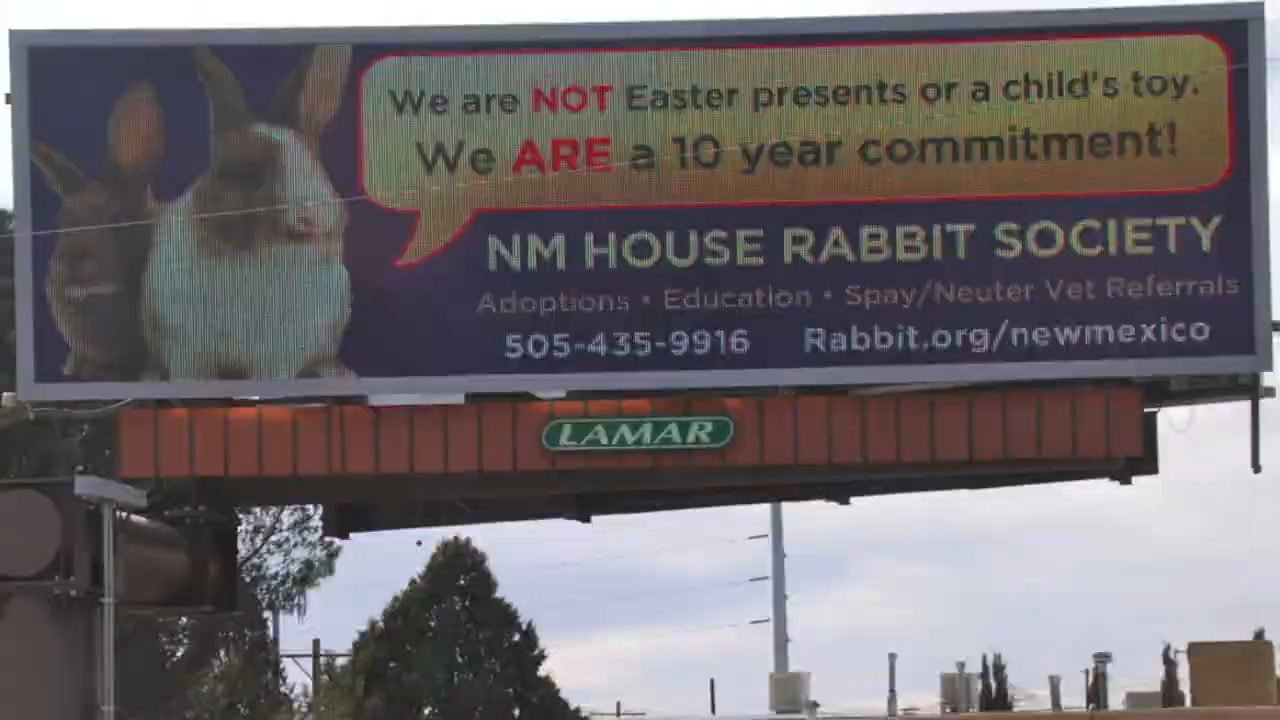 We are NOT Easter presents or a child's toy.
We ARE a 10 year commitment!
NM HOUSE RABBIT SOCIETY
Adoptions • Education • Spay/Neuter Vet Referrals
505-435-9916 Rabbit.org/newmexico
LAMAR